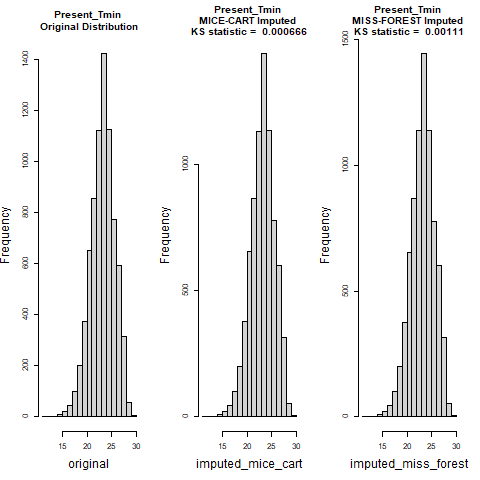 Present_Tmin
Original Distribution
Frequency
0
200
400
600
800
1000
1200
1400
15
20
25
30
original
Present_Tmin
MICE-CART Imputed
KS statistic = 0.000666
Frequency
0
500
1000
15
20
25
30
imputed_mice_cart
Present_Tmin
MISS-FOREST Imputed
KS statistic = 0.00111
Frequency
0
500
1000
1500
15
20
25
30
imputed_miss_forest